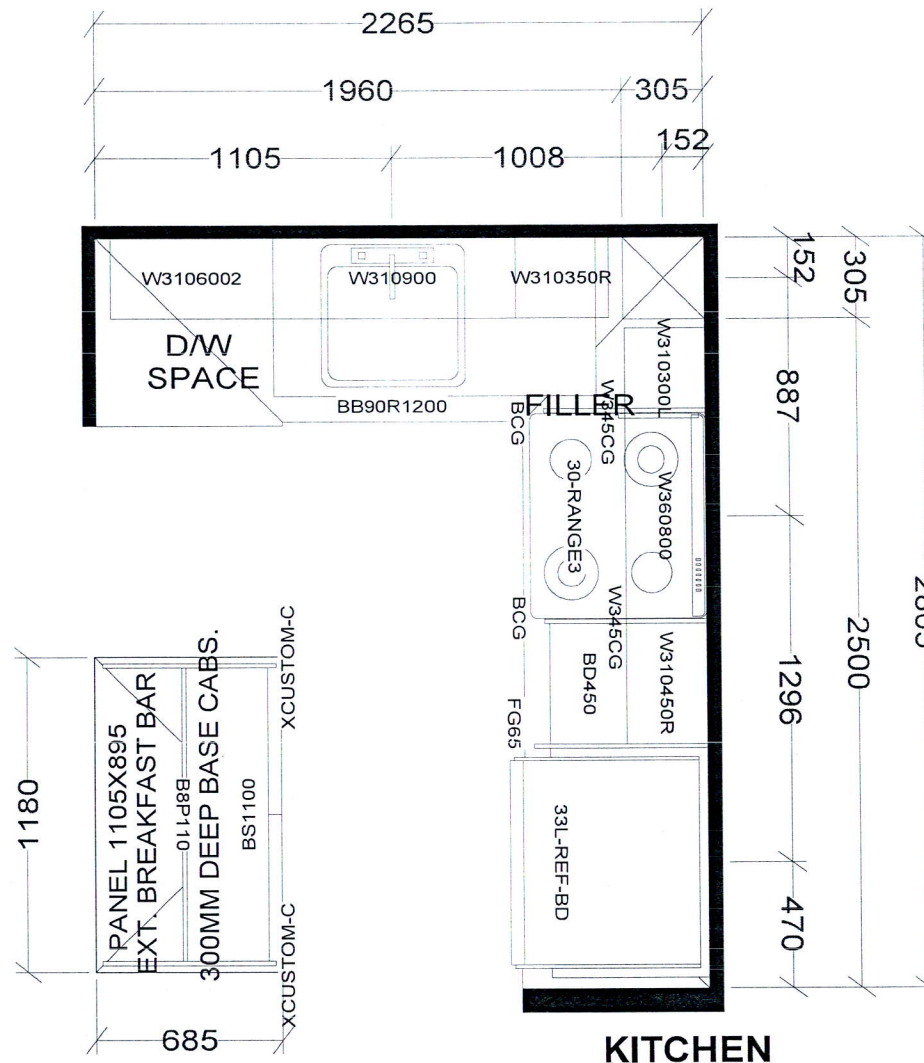 2265
1960 305
1105 1008 152
W3106002 W310900 W310350R
D/W
SPACE
BB90R1200
FILLER
W310300L
W345CG
BCG
30-RANGE3
W360800
BCG
W345CG
BD450
W310450R
FG65
33L-REF-BD
152
305
887
1296
2500
470
1180
PANEL 1105X895
EXT. BREAKFAST BAR
B8P110
300MM DEEP BASE CABS.
BS1100
XCUSTOM-C
XCUSTOM-C
685
KITCHEN